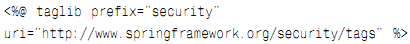 <%@ taglib prefix="security"
uri="http://www.springframework.org/security/tags" %>